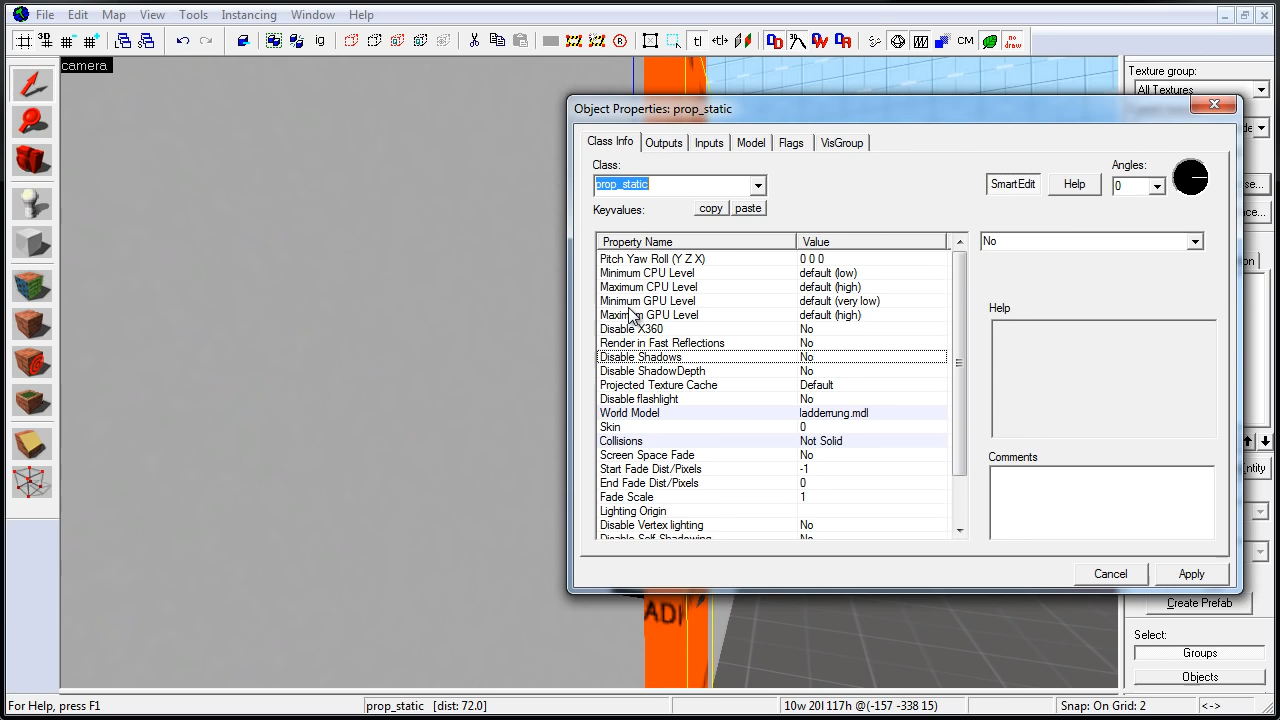 File Edit Map View Tools Instancing Window Help
camera
Texture group:
All Textures
Object Properties: prop_static
Class Info Outputs Inputs Model Flags VisGroup
Class:
Angles:
prop_static
SmartEdit Help 0
Keyvalues: copy paste
Property Name Value
No
Pitch Yaw Roll (Y Z X) 0 0 0
Minimum CPU Level default (low)
Maximum CPU Level default (high)
Minimum GPU Level default (very low)
Maximum GPU Level default (high)
Help
Disable X360 No
Render in Fast Reflections No
Disable Shadows No
Disable ShadowDepth No
Projected Texture Cache Default
Disable flashlight No
World Model ladderrung.mdl
Skin 0
Collisions Not Solid
Screen Space Fade No
Comments
Start Fade Dist/Pixels -1
End Fade Dist/Pixels 0
Fade Scale 1
Lighting Origin
Disable Vertex lighting No
Disable Self-Shadowing No
Cancel Apply
Create Prefab
Select:
Groups
Objects
For Help, press F1 prop_static [dist: 72.0] 10w 20l 117h @(-157 -338 15) Snap: On Grid: 2 <->